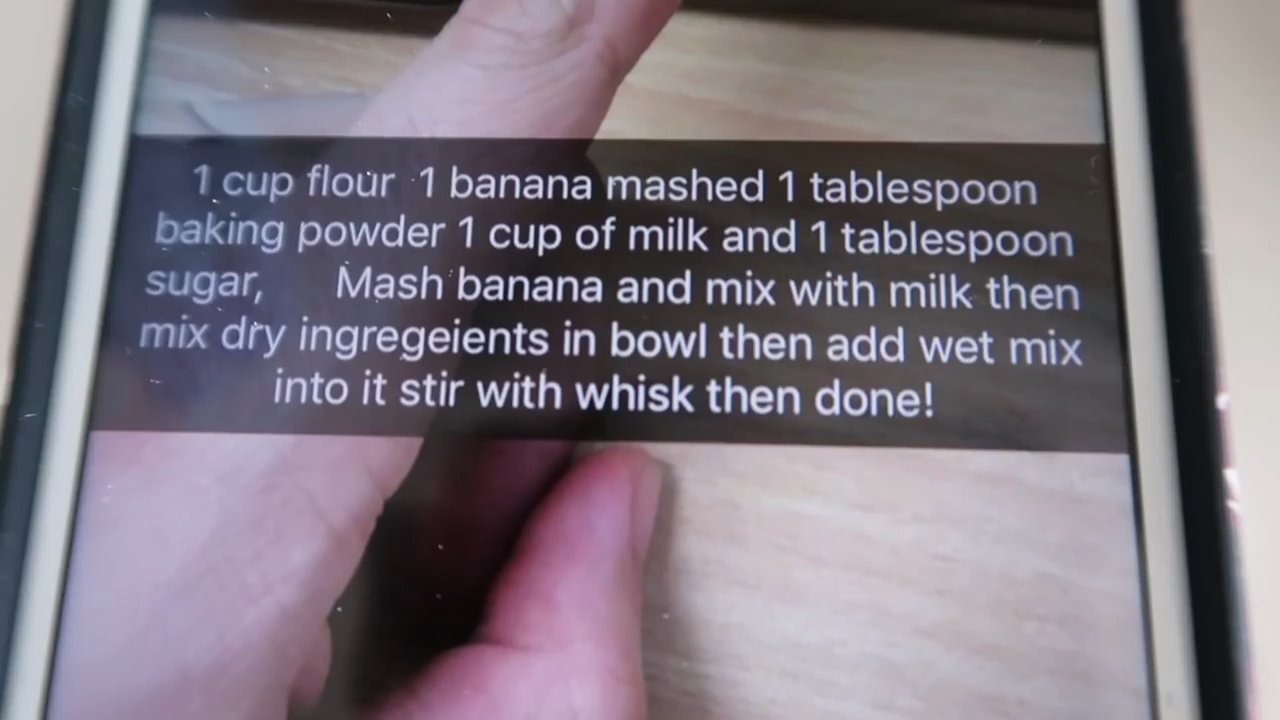 1 cup flour 1 banana mashed 1 tablespoon
baking powder 1 cup of milk and 1 tablespoon
sugar, Mash banana and mix with milk then
mix dry ingregeients in bowl then add wet mix
into it stir with whisk then done!